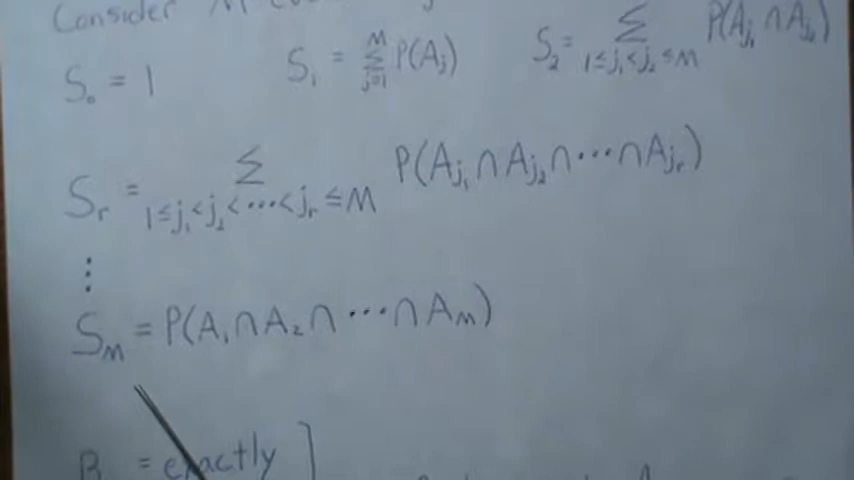 Consider M
S₀ = 1 S₁ = Σ_{j=1}^{M} P(A_j) S₂ = Σ_{1≤j₁<j₂≤M} P(A_{j₁} ∩ A_{j₂})
S_r = Σ_{1≤j₁<j₂<⋯<j_r≤M} P(A_{j₁} ∩ A_{j₂} ∩ ⋯ ∩ A_{j_r})
⋮
S_M = P(A₁ ∩ A₂ ∩ ⋯ ∩ A_M)
B = exactly ]